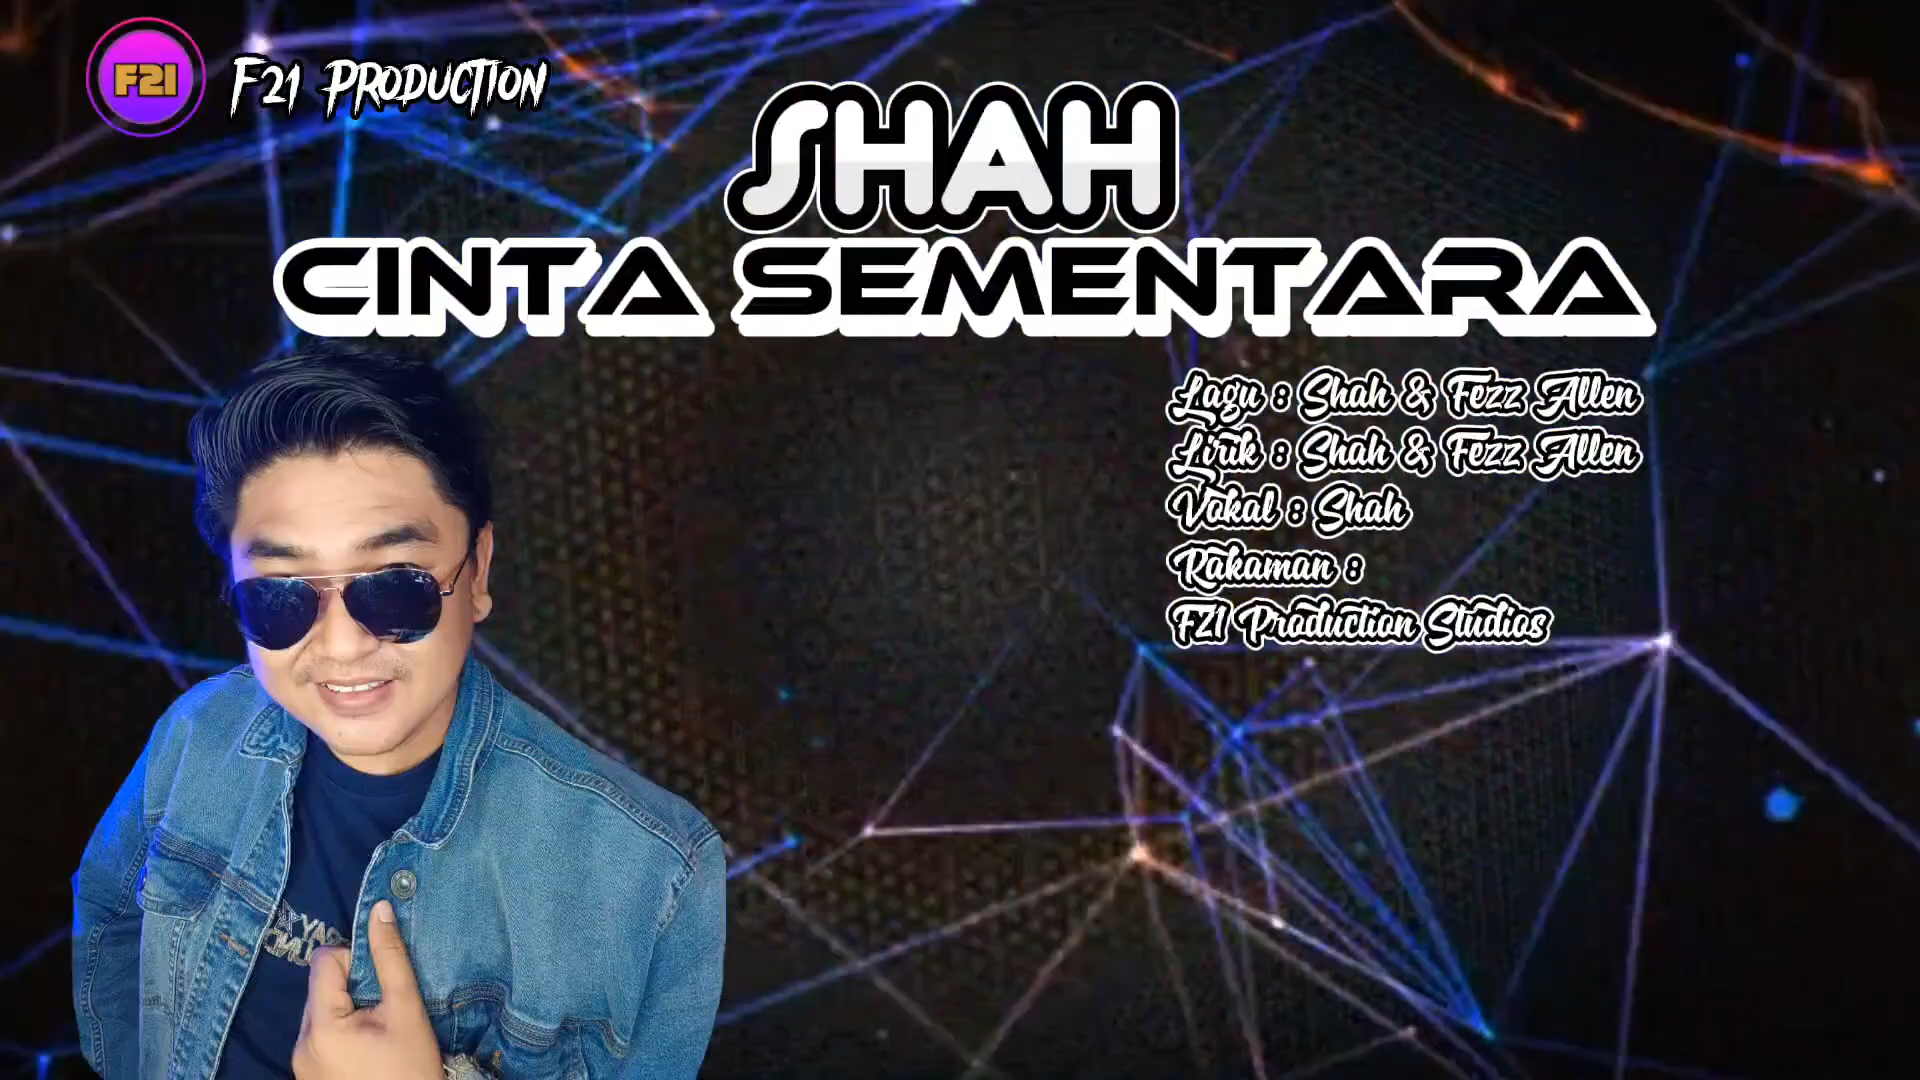 F21
F21 PRODUCTION
SHAH
CINTA SEMENTARA
Lagu : Shah & Fezz Allen
Lirik : Shah & Fezz Allen
Vokal : Shah
Rakaman :
F21 Production Studios